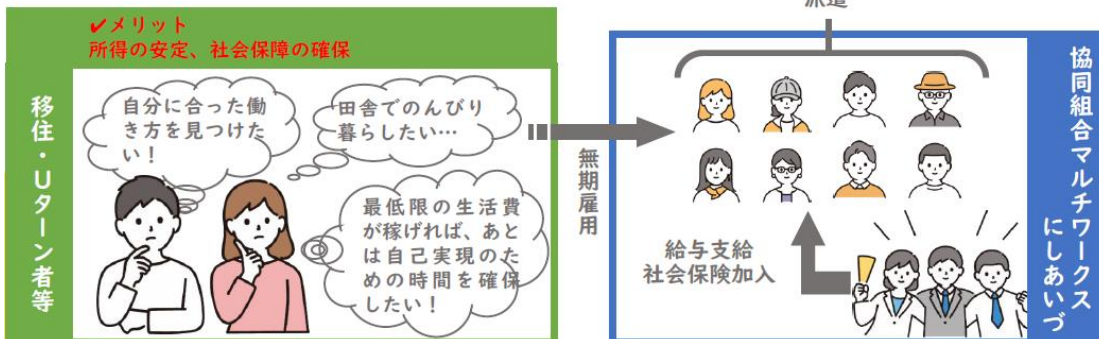 派遣
✔メリット
所得の安定、社会保障の確保
移住・Uターン者等
自分に合った働
き方を見つけた
い！
田舎でのんびり
暮らしたい…
最低限の生活費
が稼げれば、あと
は自己実現のた
めの時間を確保
したい！
無期雇用
給与支給
社会保険加入
協同組合マルチワークス
にしあいづ